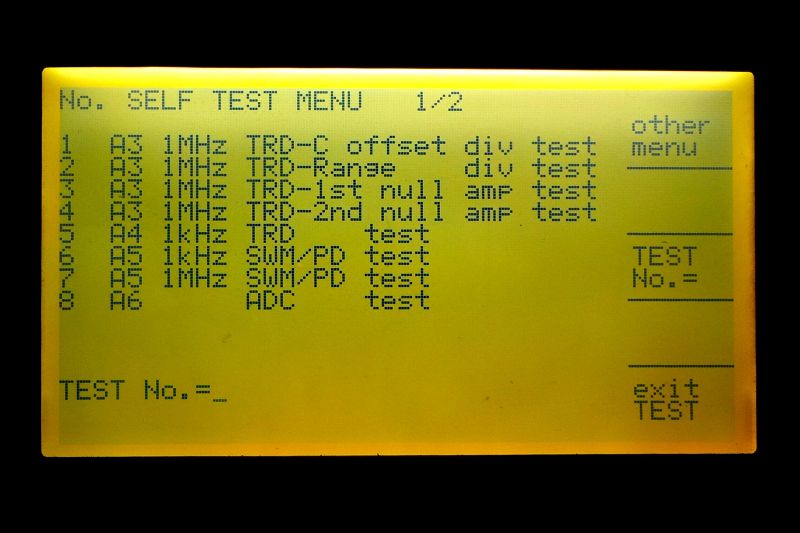 No. SELF TEST MENU 1/2
1 A3 1MHz TRD-C offset div test
2 A3 1MHz TRD-Range div test
3 A3 1MHz TRD-1st null amp test
4 A3 1MHz TRD-2nd null amp test
5 A4 1kHz TRD test
6 A5 1kHz SWM/PD test
7 A5 1MHz SWM/PD test
8 A6 ADC test
TEST No.=_
other
menu
TEST
No.=
exit
TEST